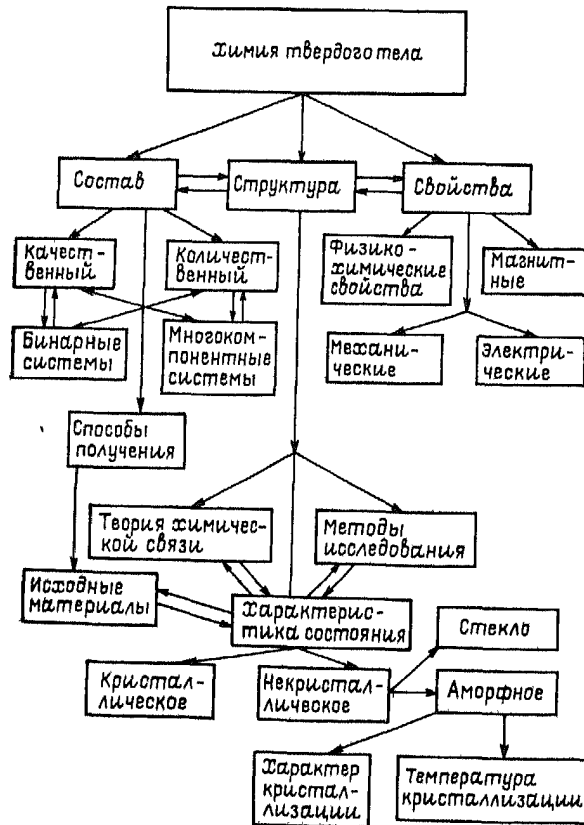 Химия твердого тела
Состав
Структура
Свойства
Качест-
венный
Количест-
венный
Физико-
химические
свойства
Магнит-
ные
Бинарные
системы
Многоком-
понентные
системы
Механи-
ческие
Электри-
ческие
Способы
получения
Теория химичес-
кой связи
Методы
исследования
Исходные
материалы
Характерис-
тика состояния
Стекло
Кристал-
лическое
Некристал-
лическое
Аморфное
Характер
кристал-
лизации
Температура
кристаллизации